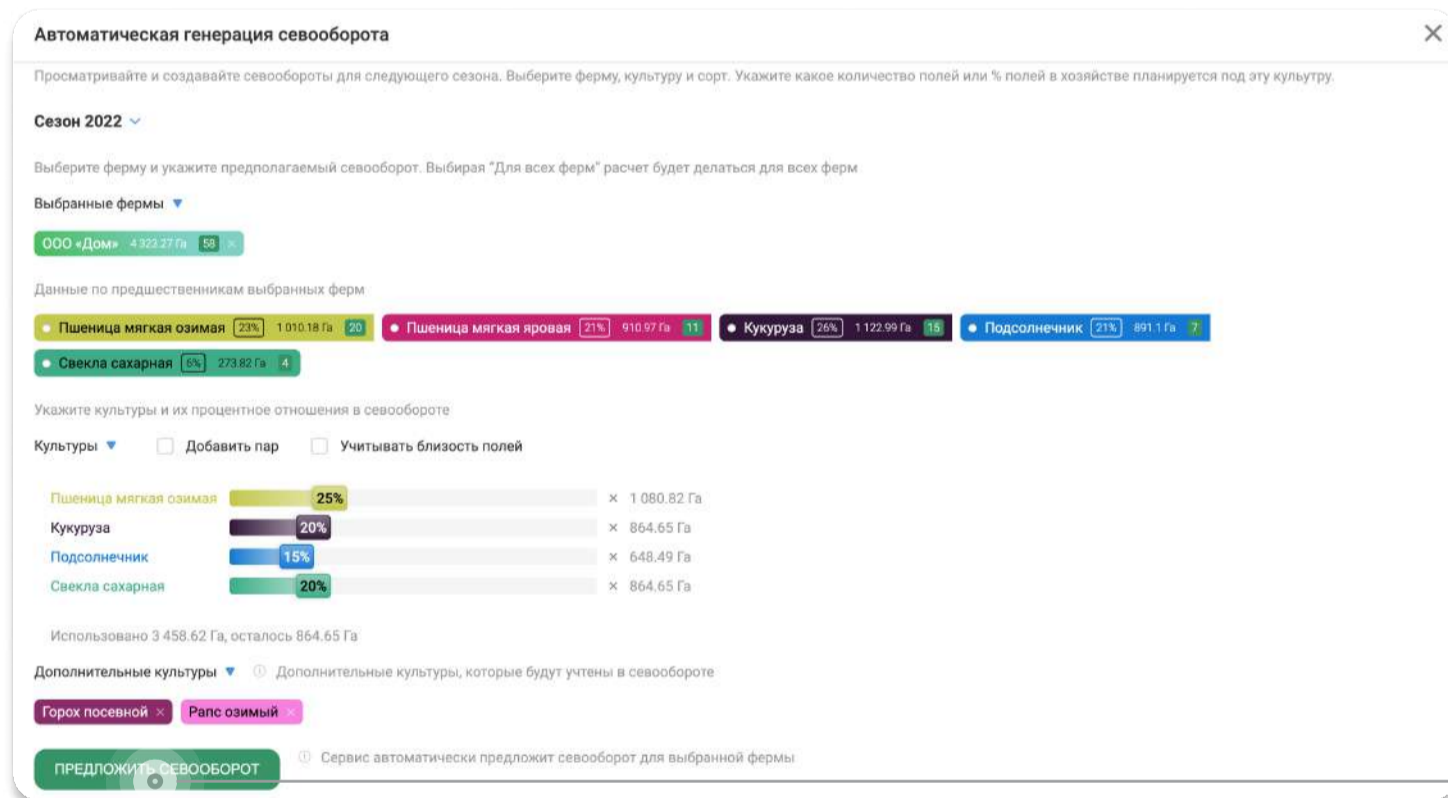 Автоматическая генерация севооборота
Просматривайте и создавайте севообороты для следующего сезона. Выберите ферму, культуру и сорт. Укажите какое количество полей или % полей в хозяйстве планируется под эту кульутру.
Сезон 2022
Выберите ферму и укажите предполагаемый севооборот. Выбирая "Для всех ферм" расчет будет делаться для всех ферм
Выбранные фермы
ООО «Дом» 4 323.27 Га 58 ×
Данные по предшественникам выбранных ферм
Пшеница мягкая озимая 23% 1 010.18 Га 20 Пшеница мягкая яровая 21% 910.97 Га 11 Кукуруза 26% 1 122.99 Га 15 Подсолнечник 21% 891.1 Га 7
Свекла сахарная 6% 273.82 Га 4
Укажите культуры и их процентное отношения в севообороте
Культуры Добавить пар Учитывать близость полей
Пшеница мягкая озимая 25% × 1 080.82 Га
Кукуруза 20% × 864.65 Га
Подсолнечник 15% × 648.49 Га
Свекла сахарная 20% × 864.65 Га
Использовано 3 458.62 Га, осталось 864.65 Га
Дополнительные культуры Дополнительные культуры, которые будут учтены в севообороте
Горох посевной × Рапс озимый ×
ПРЕДЛОЖИТЬ СЕВООБОРОТ Сервис автоматически предложит севооборот для выбранной фермы